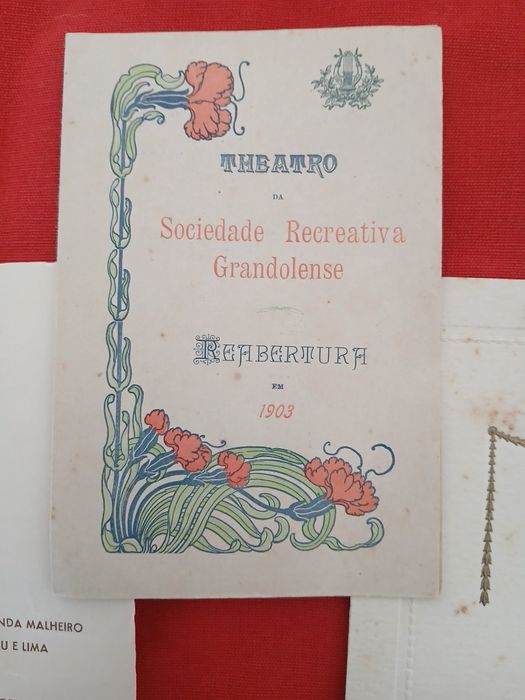 THEATRO
DA
Sociedade Recreativa
Grandolense
REABERTURA
EM
1903
NDA MALHEIRO
U E LIMA